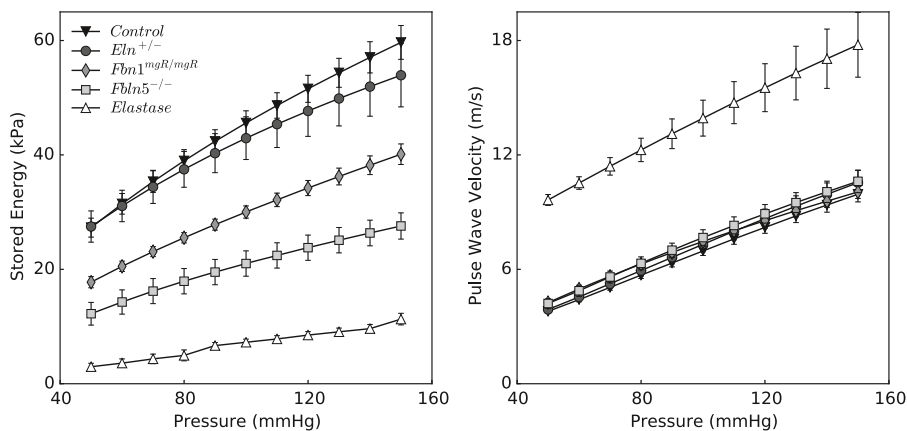 Stored Energy (kPa)
60
40
20
0
Control
Eln+/−
Fbn1mgR/mgR
Fbln5−/−
Elastase
40 80 120 160
Pressure (mmHg)
Pulse Wave Velocity (m/s)
18
12
6
0
40 80 120 160
Pressure (mmHg)